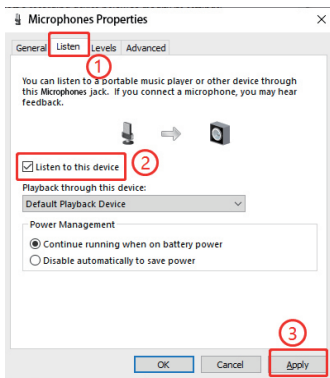 Microphones Properties
General Listen Levels Advanced
1
You can listen to a portable music player or other device through
this Microphones jack. If you connect a microphone, you may hear
feedback.
Listen to this device
2
Playback through this device:
Default Playback Device
Power Management
Continue running when on battery power
Disable automatically to save power
3
OK Cancel Apply